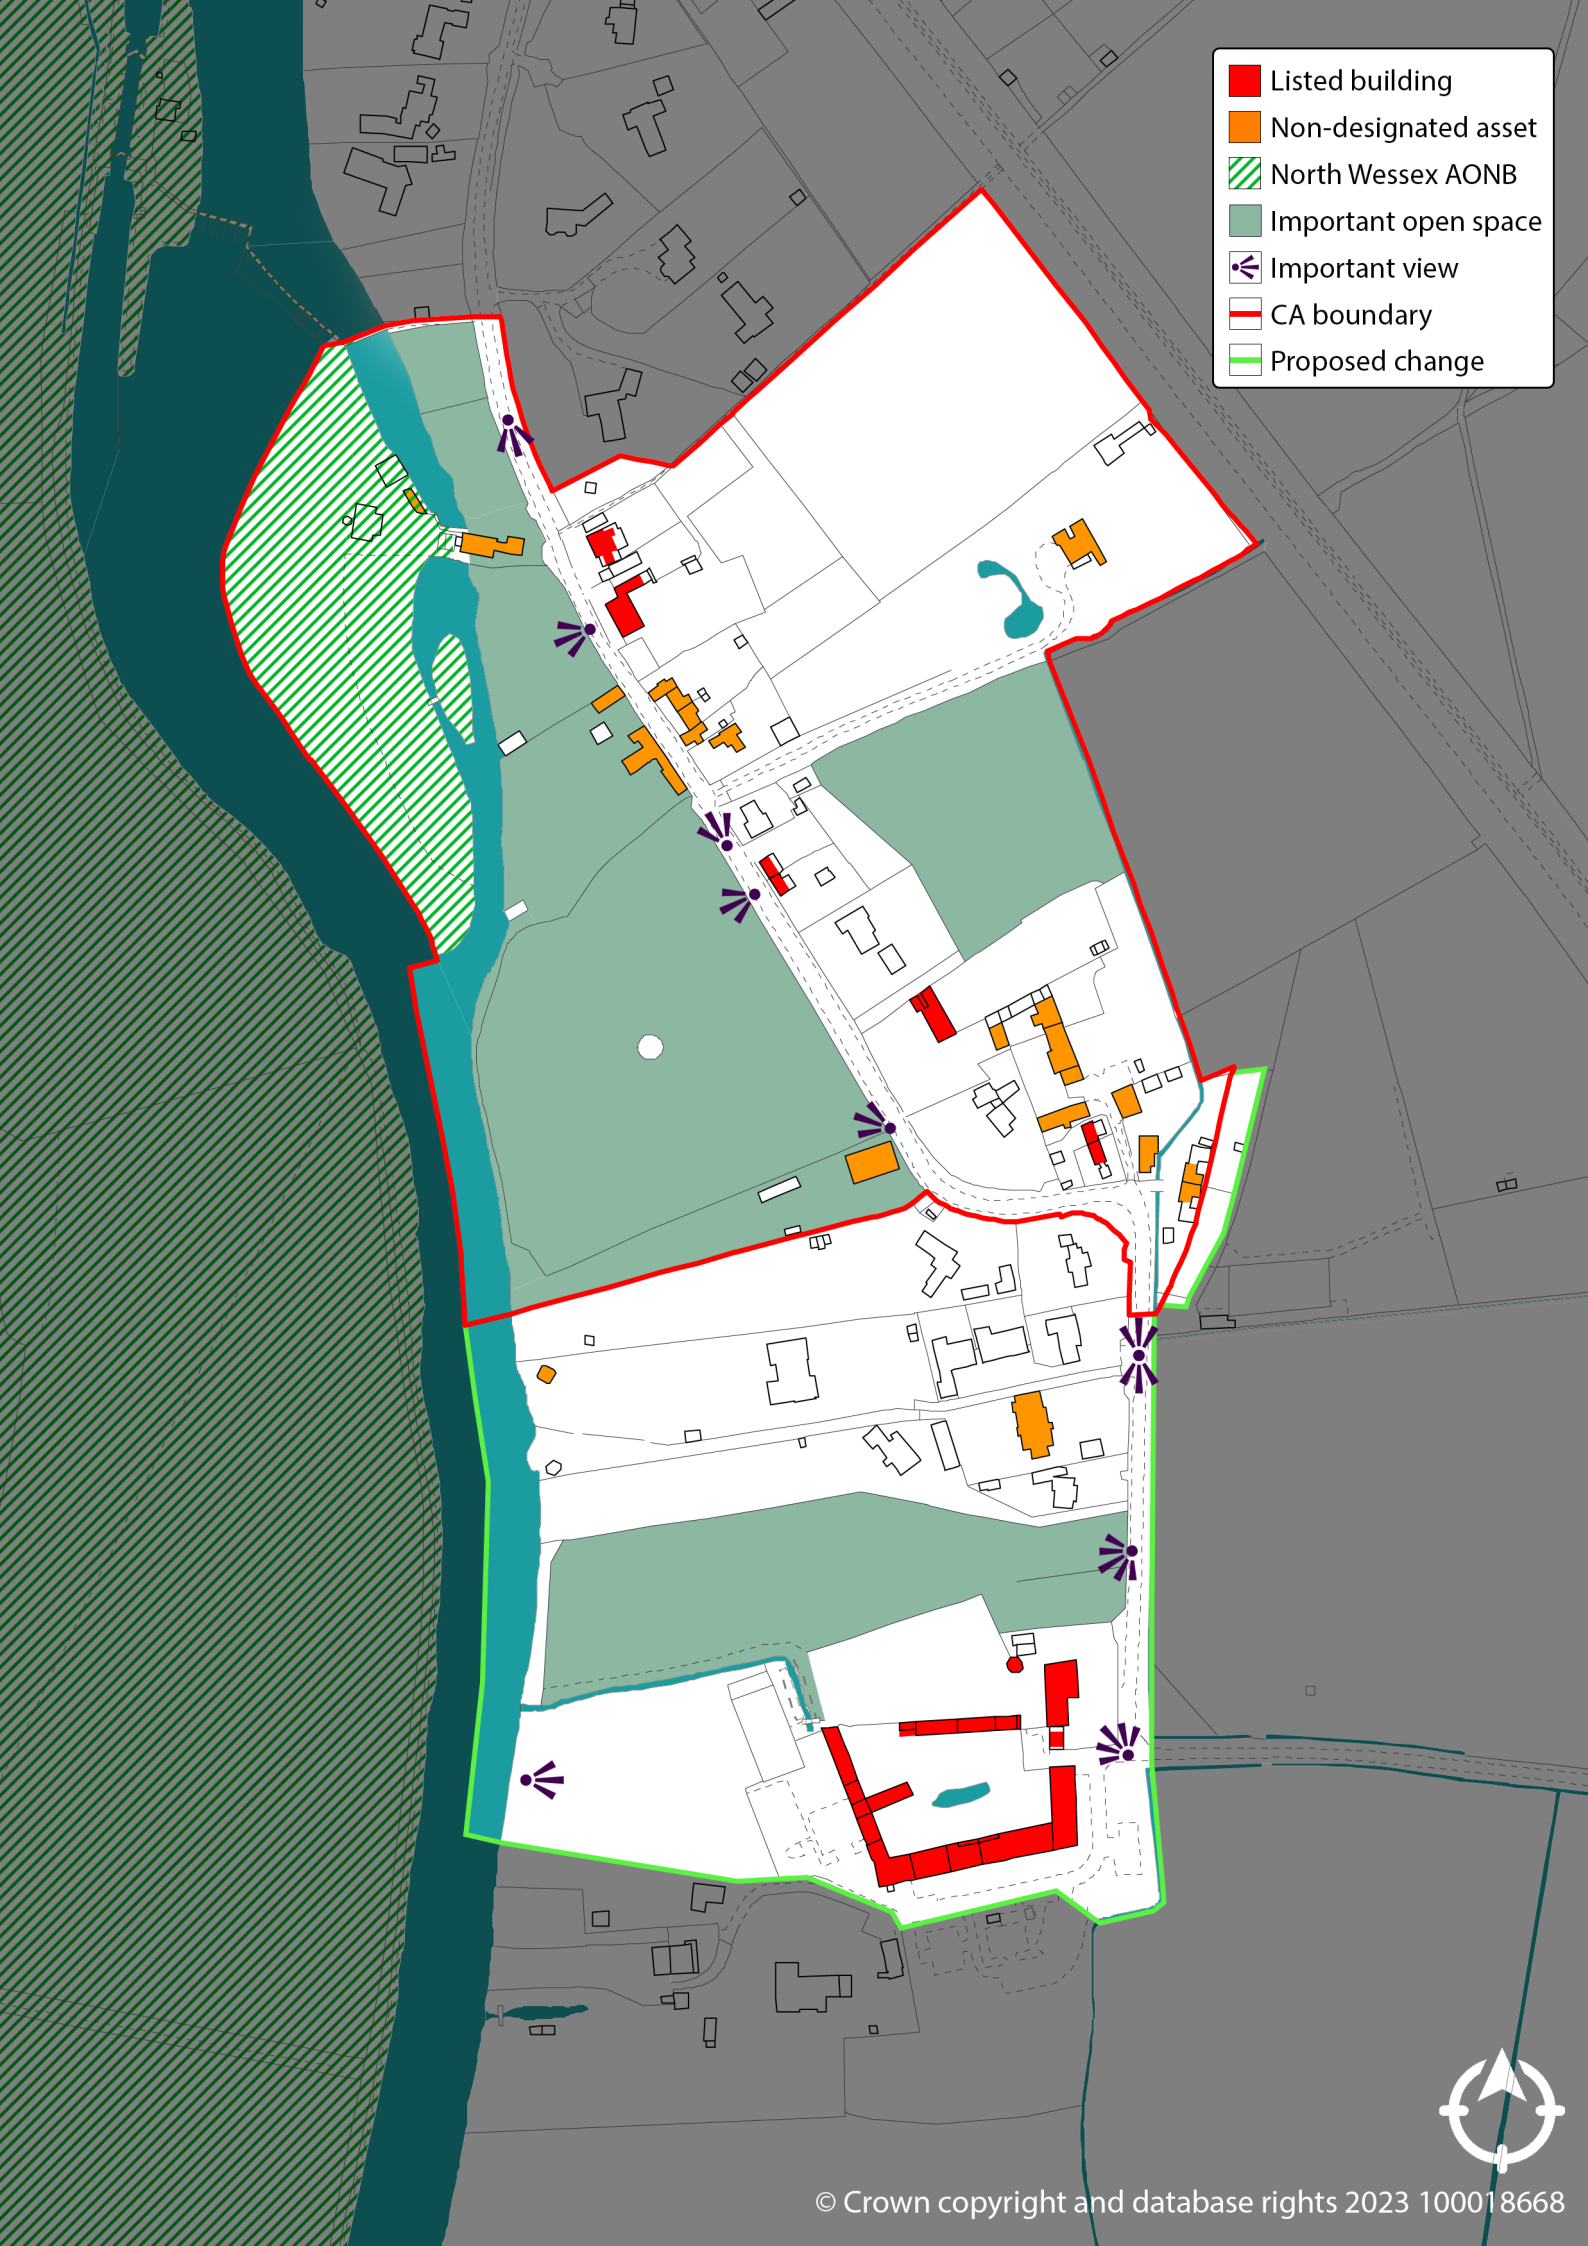 Listed building
Non-designated asset
North Wessex AONB
Important open space
Important view
CA boundary
Proposed change
© Crown copyright and database rights 2023 100018668